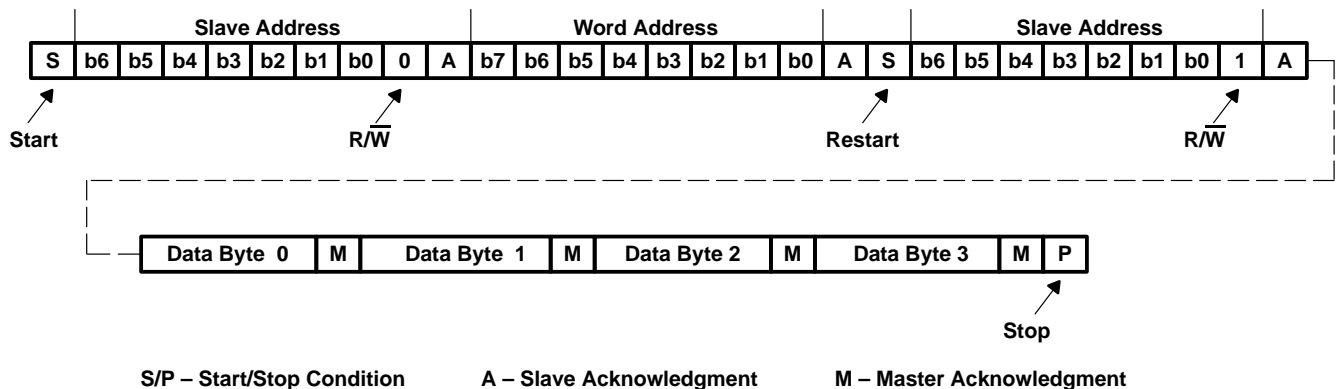 Slave Address Word Address Slave Address
S b6 b5 b4 b3 b2 b1 b0 0 A b7 b6 b5 b4 b3 b2 b1 b0 A S b6 b5 b4 b3 b2 b1 b0 1 A
Start R/W̅ Restart R/W̅
Data Byte 0 M Data Byte 1 M Data Byte 2 M Data Byte 3 M P
Stop
S/P – Start/Stop Condition A – Slave Acknowledgment M – Master Acknowledgment